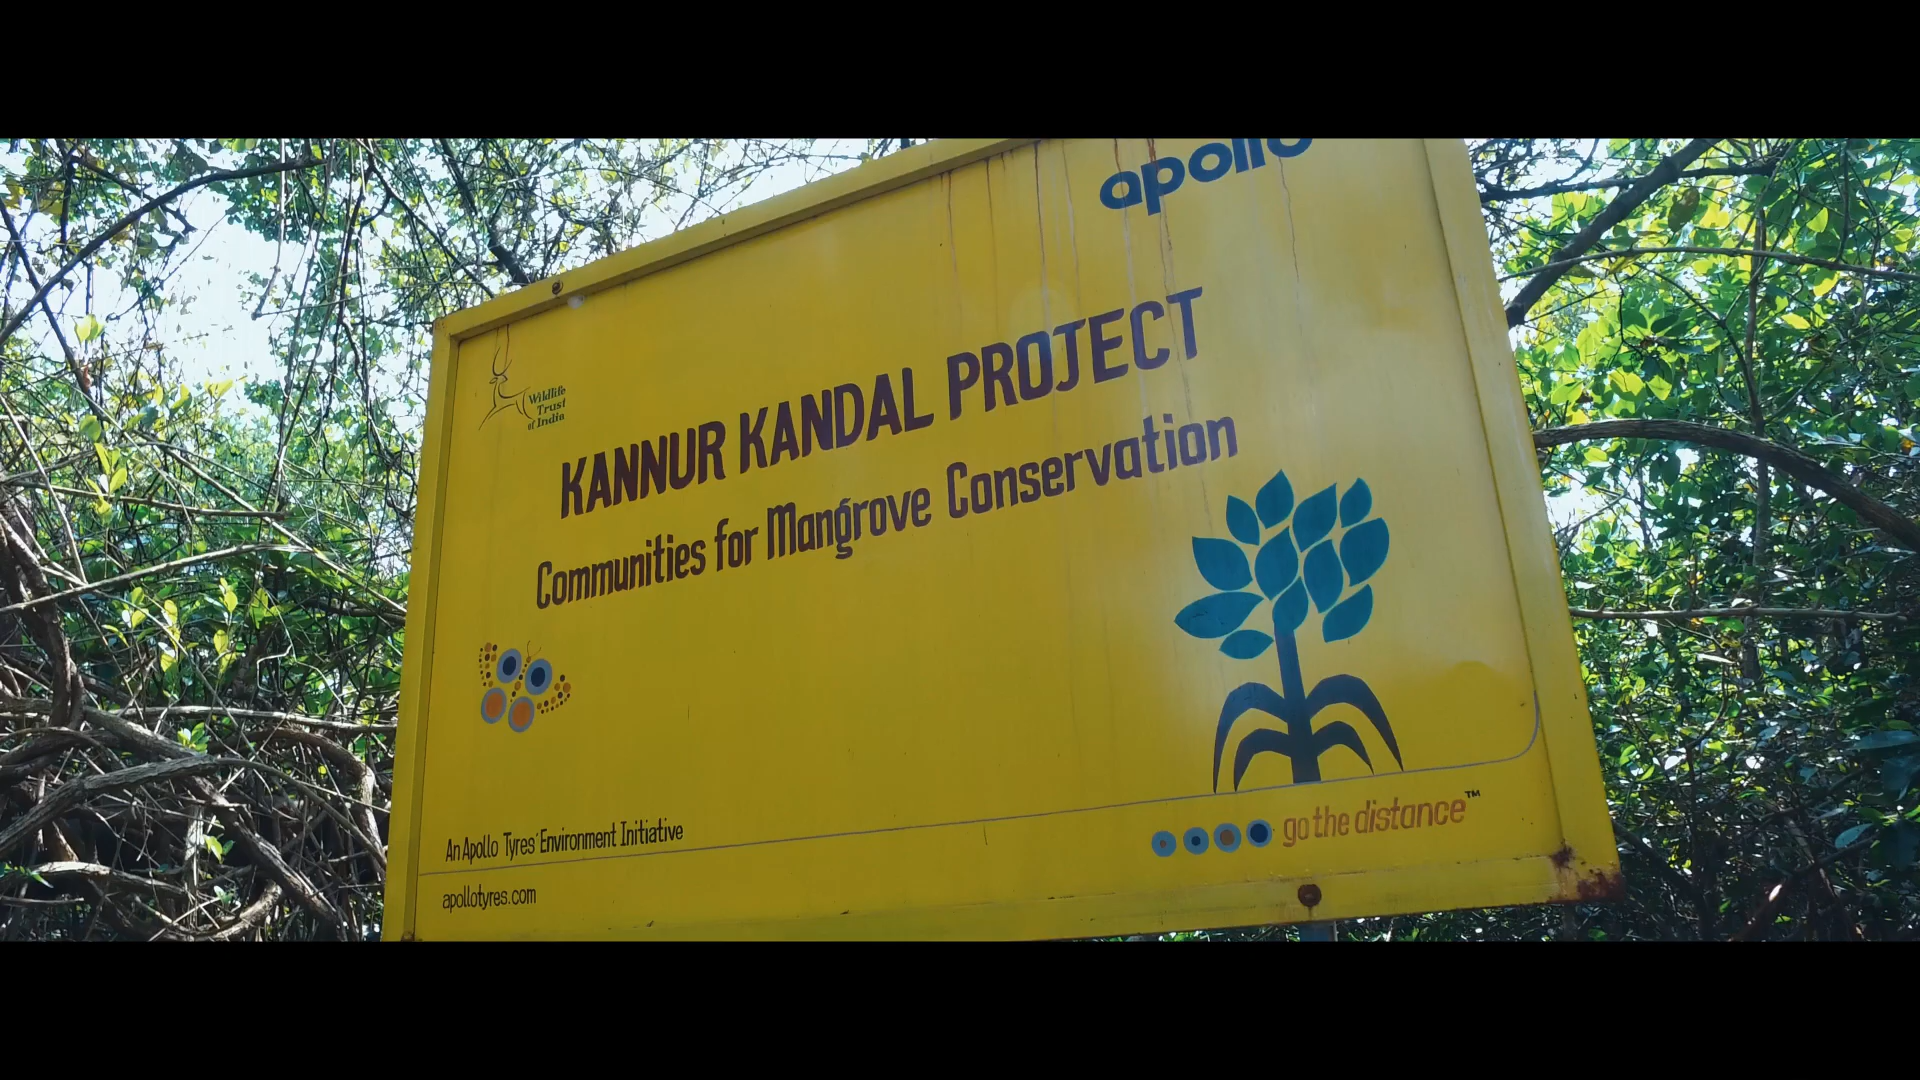 apollo
Wildlife
Trust
of India
KANNUR KANDAL PROJECT
Communities for Mangrove Conservation
An Apollo Tyres' Environment Initiative
go the distance™
apollotyres.com